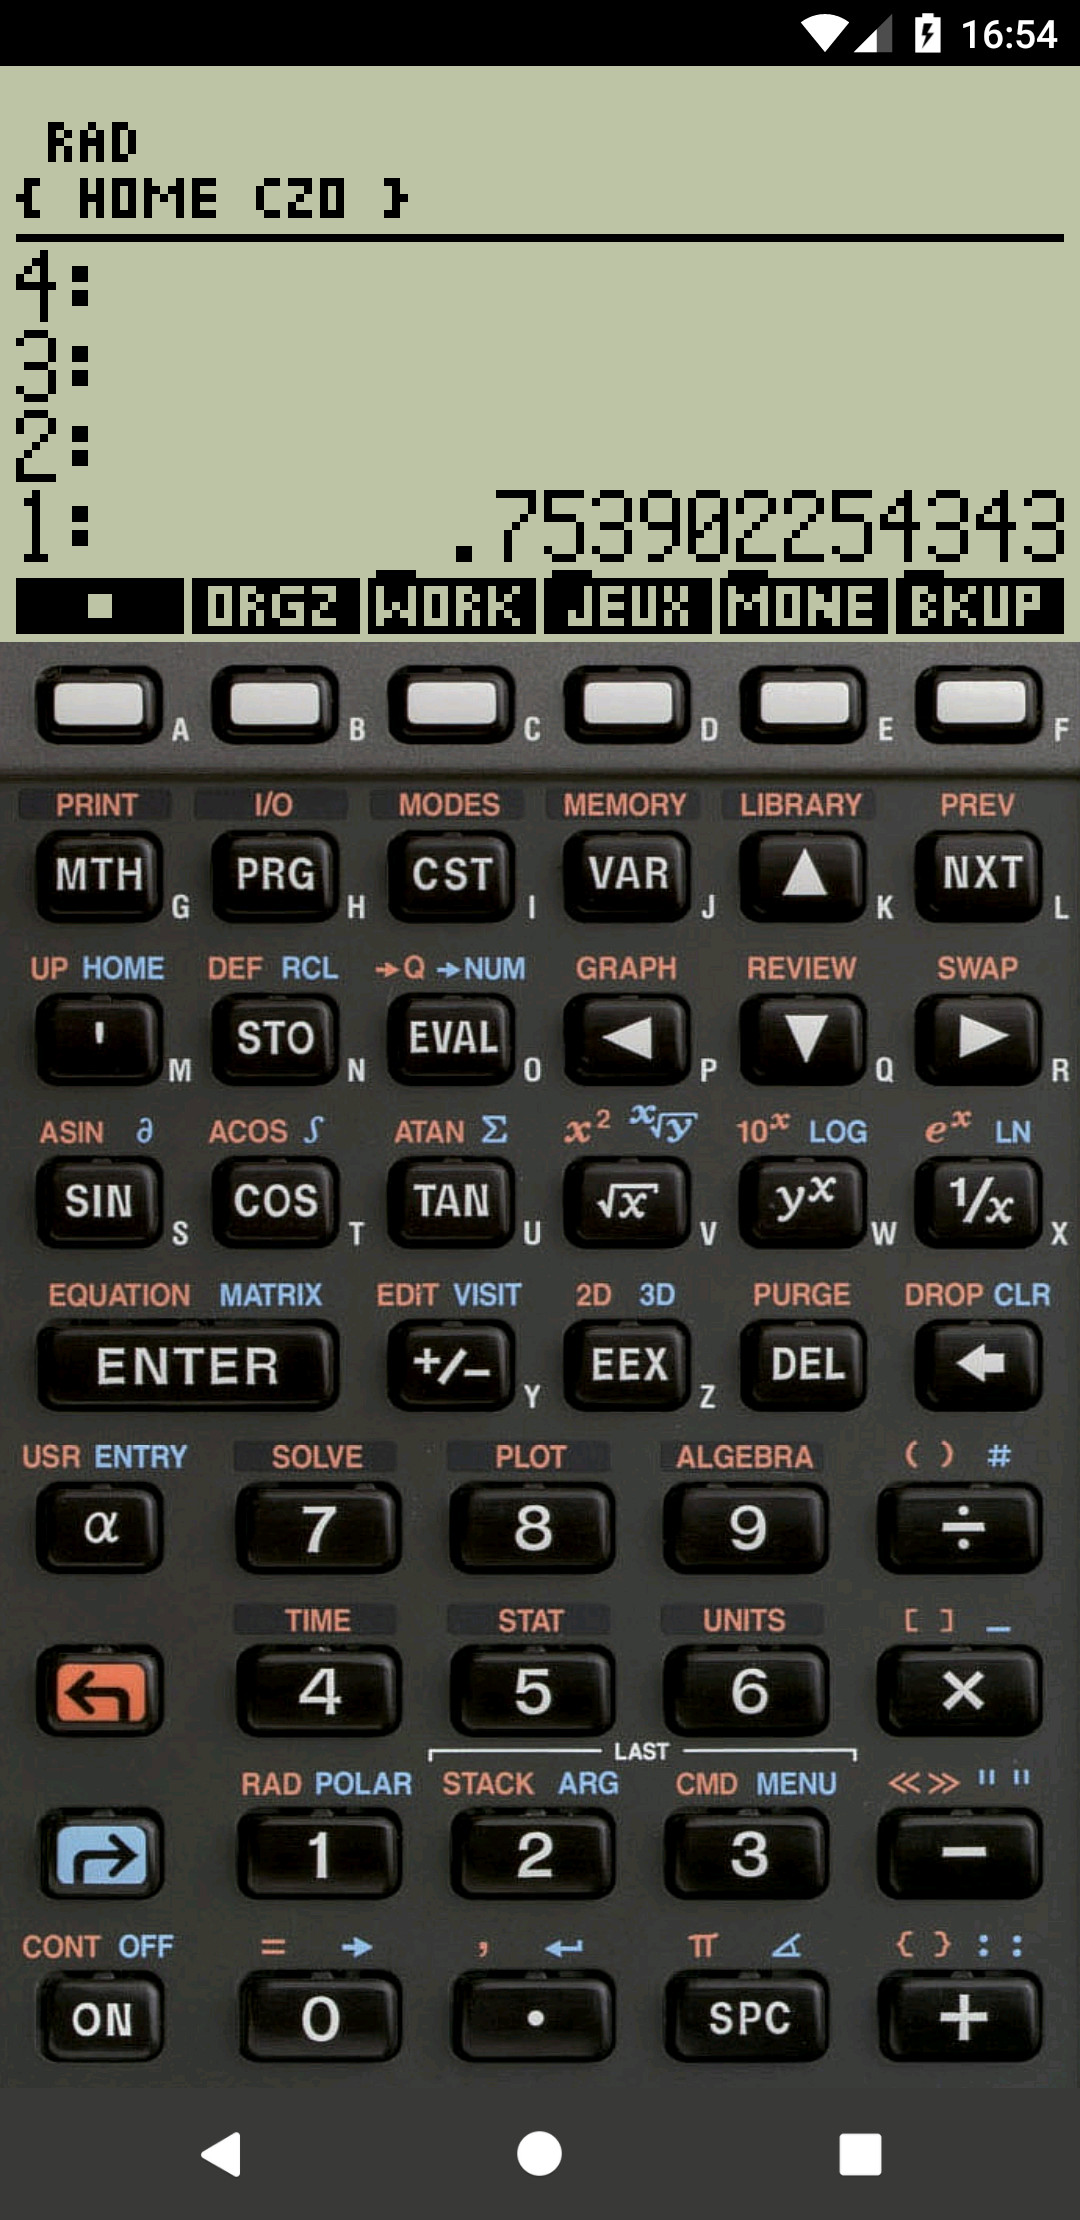 16:54
RAD
{ HOME CZO }
4:
3:
2:
1: .753902254343
ORGZ WORK JEUX MONE BKUP
A B C D E F
PRINT I/O MODES MEMORY LIBRARY PREV
MTH G PRG H CST I VAR J ▲ K NXT L
UP HOME DEF RCL →Q →NUM GRAPH REVIEW SWAP
' M STO N EVAL O ◀ P ▼ Q ▶ R
ASIN ∂ ACOS ∫ ATAN Σ x² ˣ√y 10ˣ LOG eˣ LN
SIN S COS T TAN U √x V yˣ W 1/x X
EQUATION MATRIX EDIT VISIT 2D 3D PURGE DROP CLR
ENTER +/− Y EEX Z DEL ←
USR ENTRY SOLVE PLOT ALGEBRA ( ) #
α 7 8 9 ÷
TIME STAT UNITS [ ] _
4 5 6 ×
LAST
RAD POLAR STACK ARG CMD MENU « » " "
1 2 3 −
CONT OFF = → , ↵ π ∡ { } : :
ON 0 . SPC +